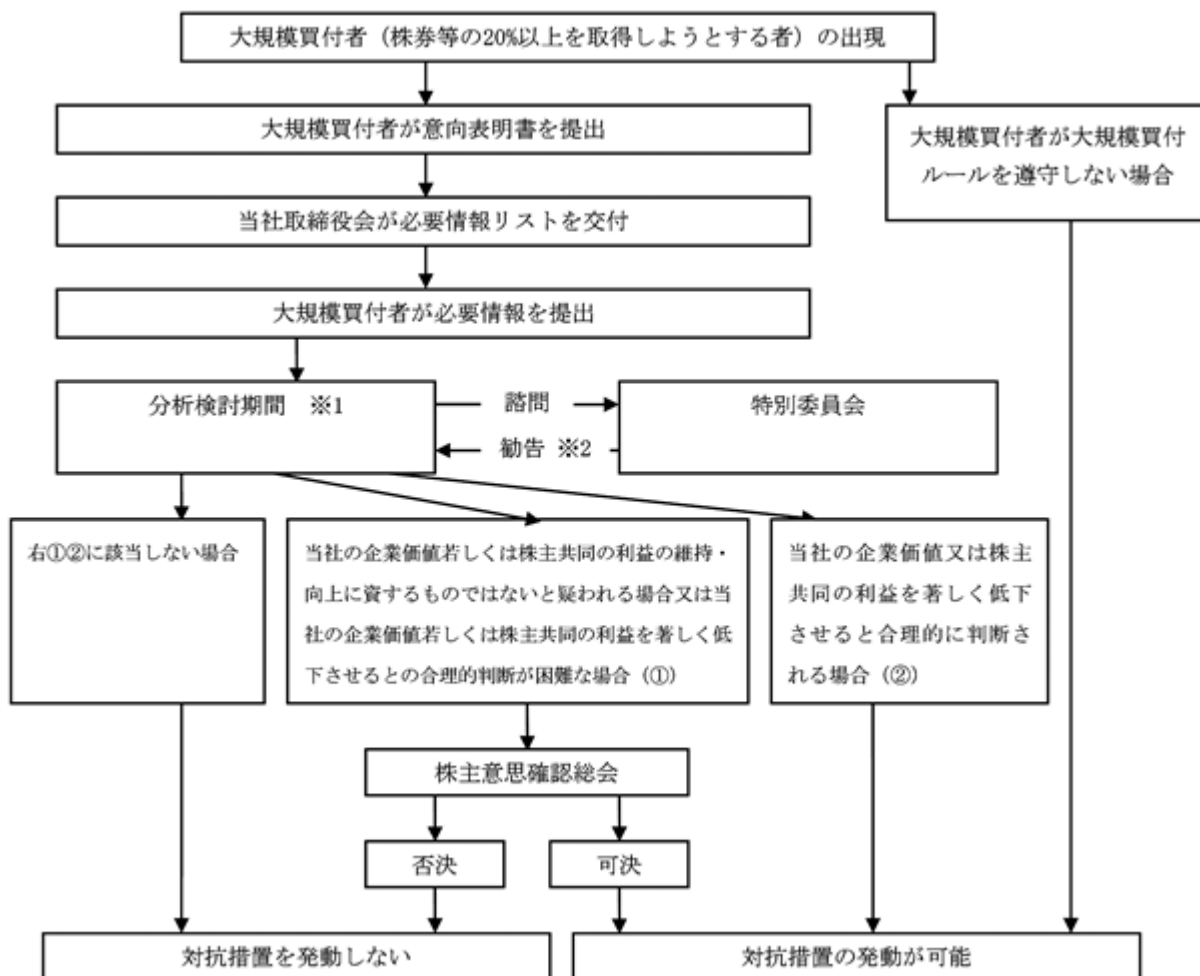 大規模買付者（株券等の20%以上を取得しようとする者）の出現
大規模買付者が意向表明書を提出
大規模買付者が大規模買付
ルールを遵守しない場合
当社取締役会が必要情報リストを交付
大規模買付者が必要情報を提出
分析検討期間　※1
諮問
勧告 ※2
特別委員会
右①②に該当しない場合
当社の企業価値若しくは株主共同の利益の維持・
向上に資するものではないと疑われる場合又は当
社の企業価値若しくは株主共同の利益を著しく低
下させるとの合理的判断が困難な場合（①）
当社の企業価値又は株主
共同の利益を著しく低下
させると合理的に判断さ
れる場合（②）
株主意思確認総会
否決
可決
対抗措置を発動しない
対抗措置の発動が可能